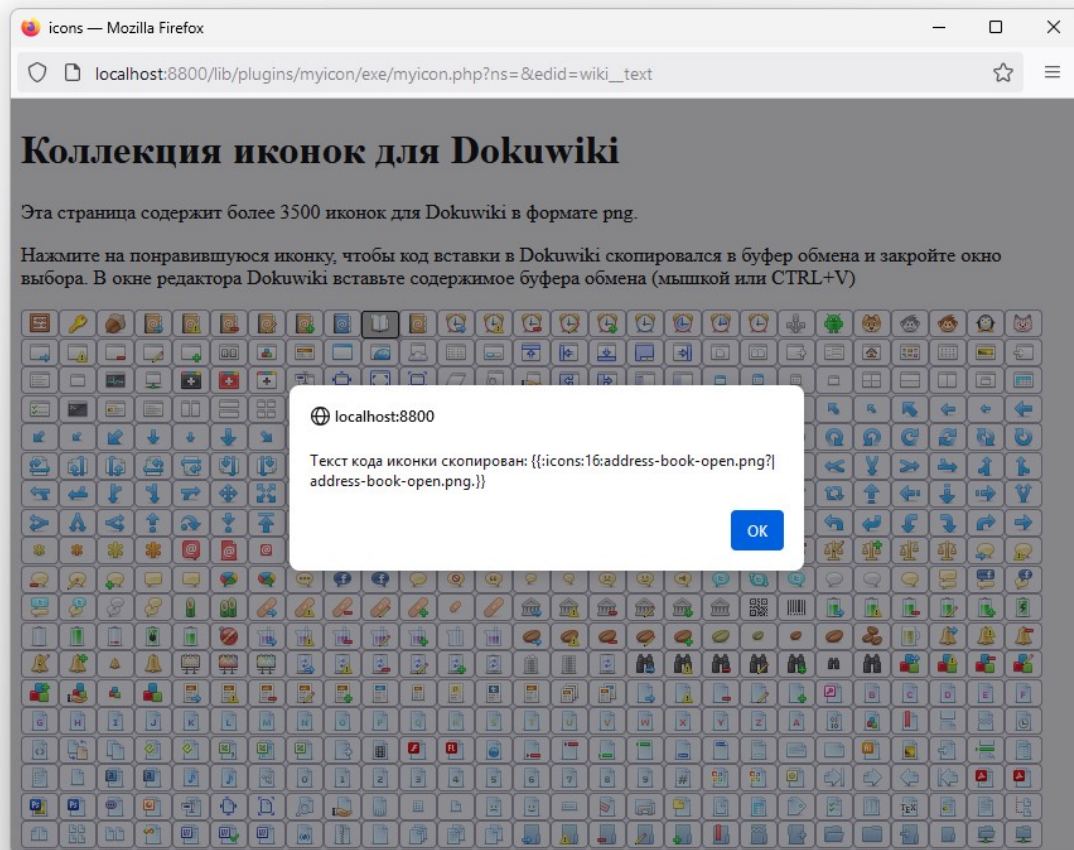 icons — Mozilla Firefox
localhost:8800/lib/plugins/myicon/exe/myicon.php?ns=&edid=wiki__text
Коллекция иконок для Dokuwiki
Эта страница содержит более 3500 иконок для Dokuwiki в формате png.
Нажмите на понравившуюся иконку, чтобы код вставки в Dokuwiki скопировался в буфер обмена и закройте окно
выбора. В окне редактора Dokuwiki вставьте содержимое буфера обмена (мышкой или CTRL+V)
localhost:8800
Текст кода иконки скопирован: {{:icons:16:address-book-open.png?|
address-book-open.png.}}
OK